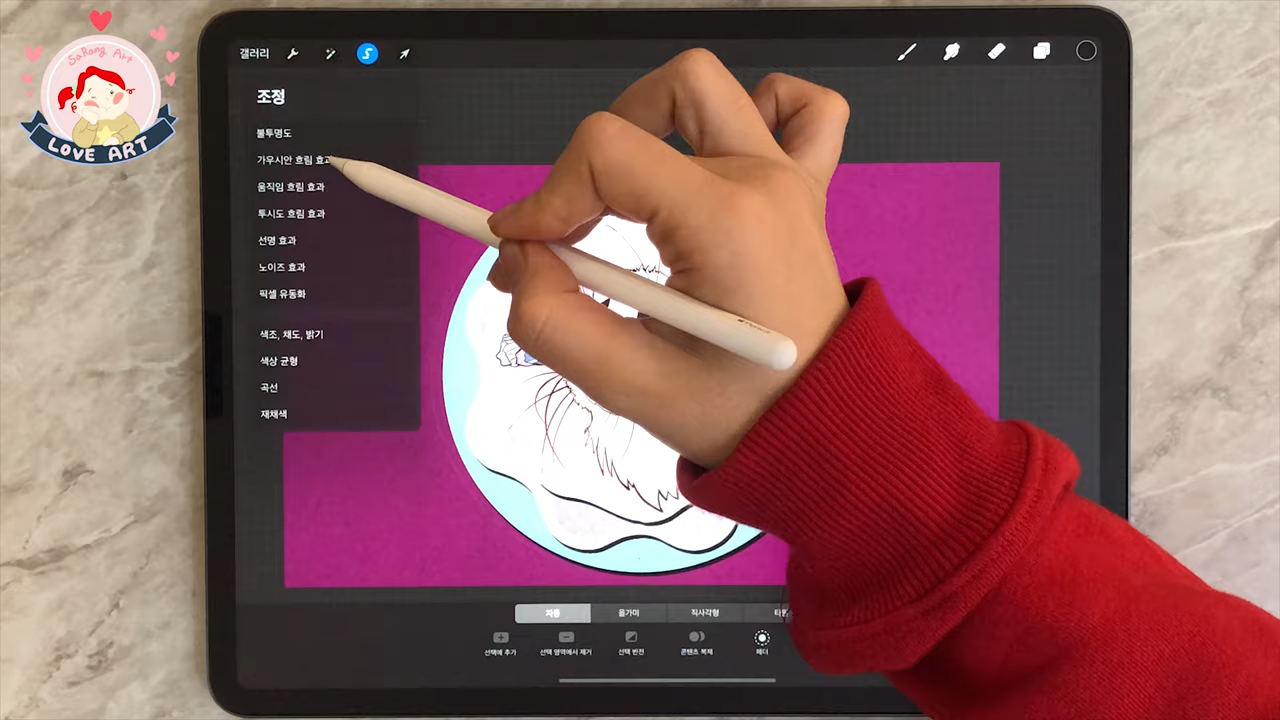 SaRang Art
LOVE ART
갤러리
조정
불투명도
가우시안 흐림 효과
움직임 흐림 효과
투시도 흐림 효과
선명 효과
노이즈 효과
픽셀 유동화
색조, 채도, 밝기
색상 균형
곡선
재채색
자동
올가미
직사각형
선택에 추가
선택 영역에서 제거
선택 반전
콘텐츠 복제
페더